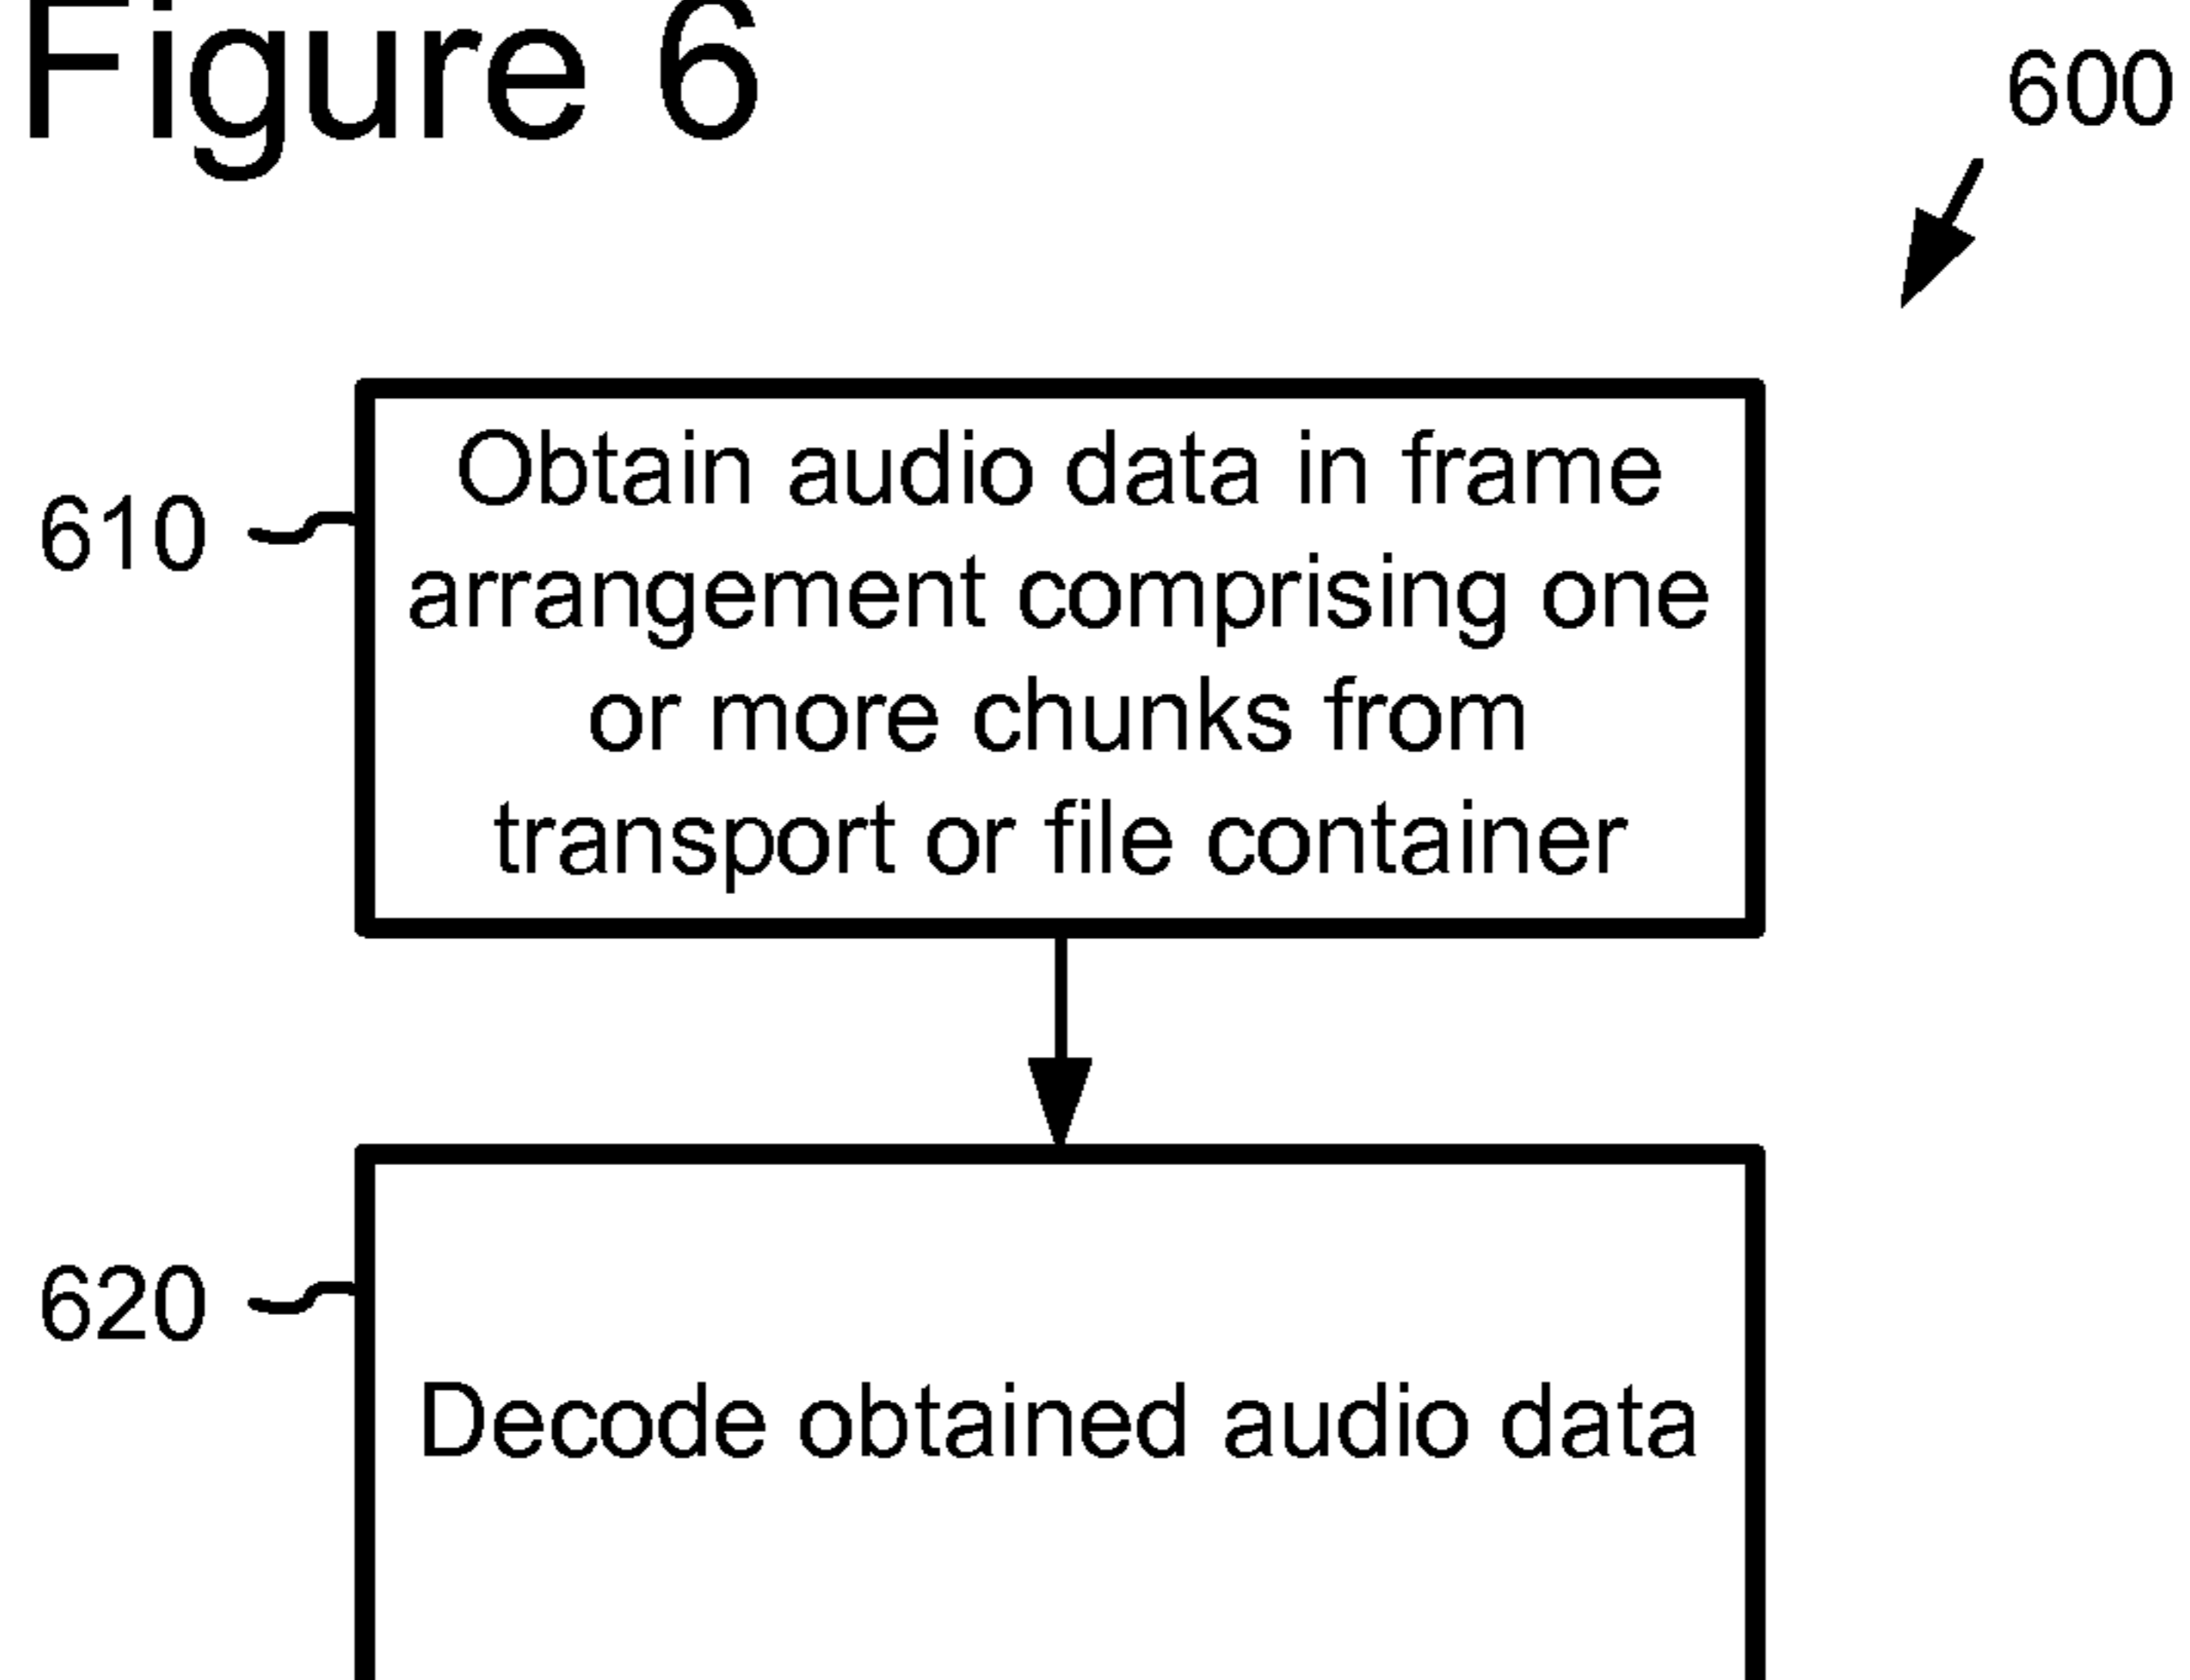 Figure 6
600
610
Obtain audio data in frame
arrangement comprising one
or more chunks from
transport or file container
620
Decode obtained audio data